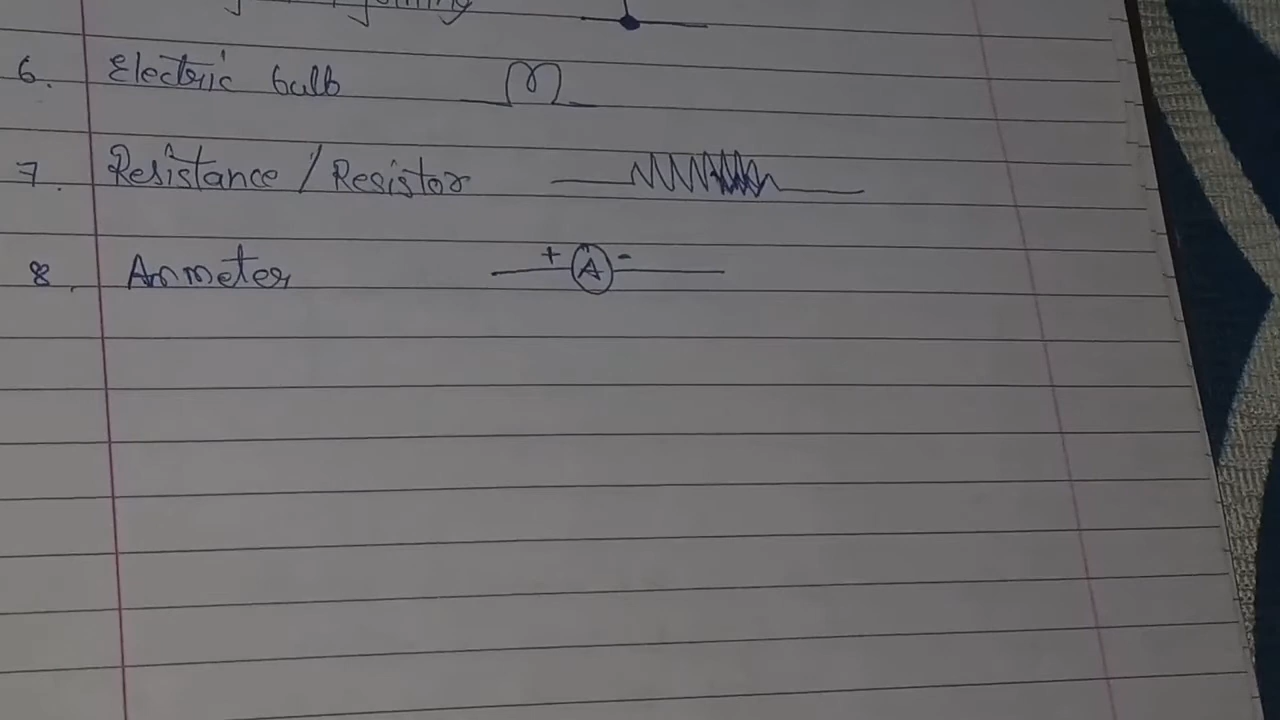 6. Electric bulb
7. Resistance / Resistor
8. Ammeter + A -